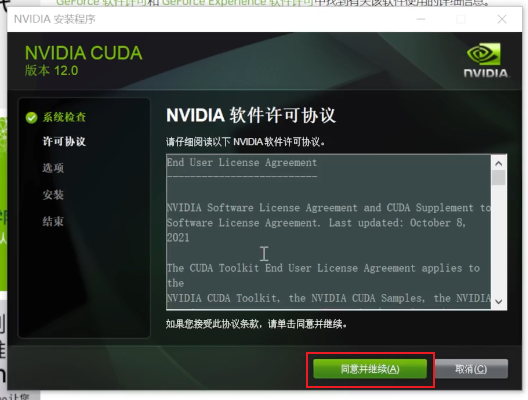 GeForce 软件许可和 GeForce Experience 软件许可中找到有关该软件使用的详细信息。
NVIDIA 安装程序
NVIDIA CUDA
版本 12.0
NVIDIA
系统检查
许可协议
选项
安装
结束
NVIDIA 软件许可协议
请仔细阅读以下 NVIDIA 软件许可协议。
End User License Agreement
--------------------------
NVIDIA Software License Agreement and CUDA Supplement to
Software License Agreement. Last updated: October 8,
2021
The CUDA Toolkit End User License Agreement applies to
the
NVIDIA CUDA Toolkit, the NVIDIA CUDA Samples, the NVIDIA
如果您接受此协议条款，请单击同意并继续。
同意并继续(A)
取消(C)